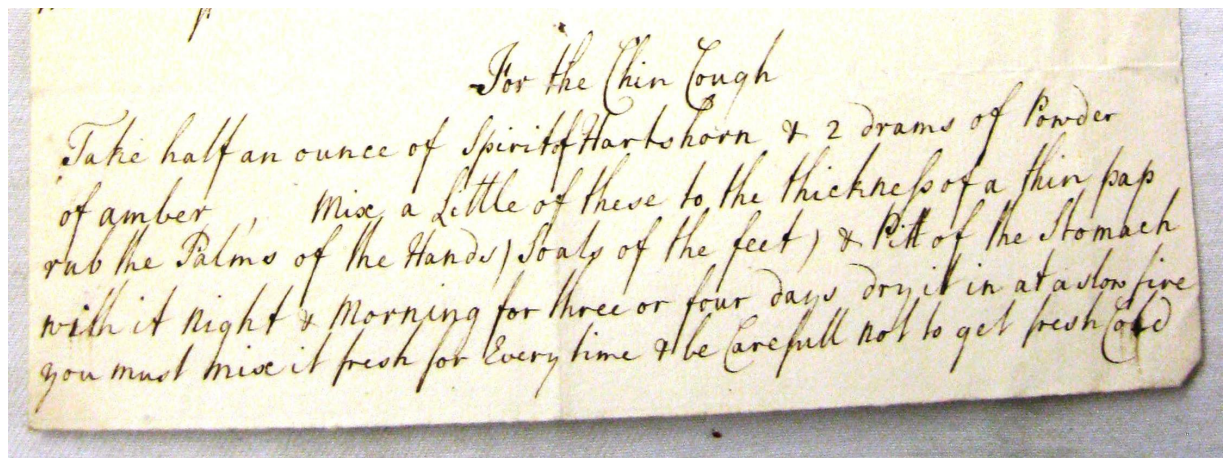 For the Chin Cough
Take half an ounce of Spirit of Hartshorn & 2 drams of Powder
of amber, Mix a Little of these to the thickneſs of a thin pap
rub the Palms of the Hands) Soals of the feet) & Pitt of the Stomach
with it Night & Morning for three or four days dry it in at a slow fire
you must mix it fresh for Every time & be Carefull not to get fresh Cold